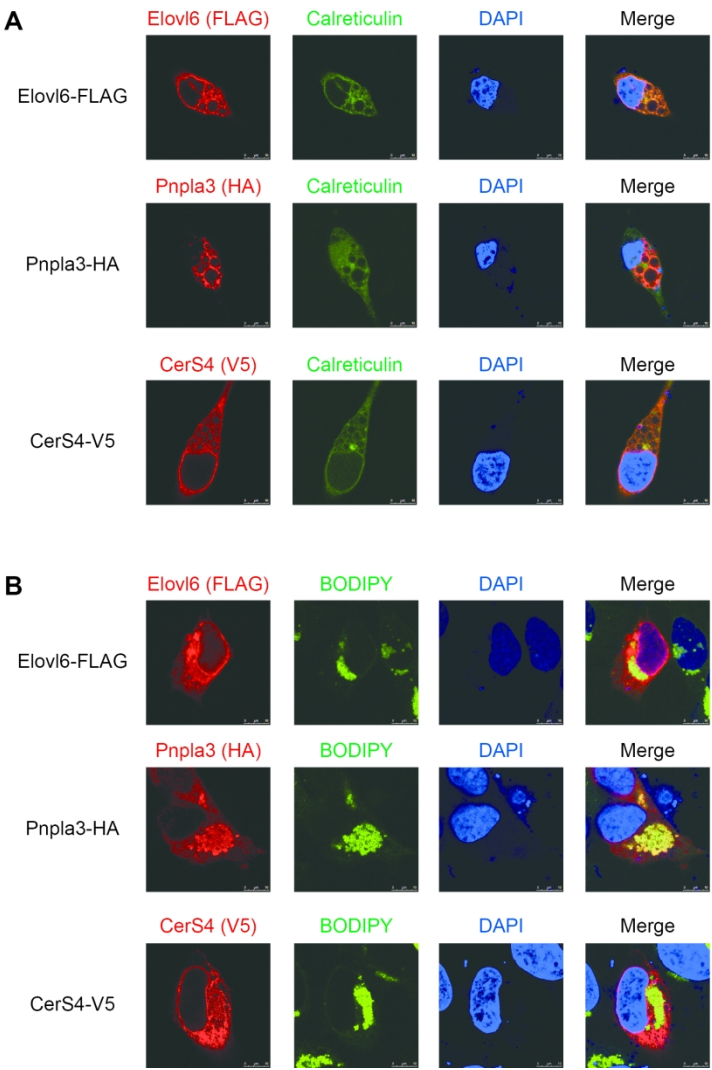 A
Elovl6 (FLAG) Calreticulin DAPI Merge
Elovl6-FLAG
Pnpla3 (HA) Calreticulin DAPI Merge
Pnpla3-HA
CerS4 (V5) Calreticulin DAPI Merge
CerS4-V5
B
Elovl6 (FLAG) BODIPY DAPI Merge
Elovl6-FLAG
Pnpla3 (HA) BODIPY DAPI Merge
Pnpla3-HA
CerS4 (V5) BODIPY DAPI Merge
CerS4-V5